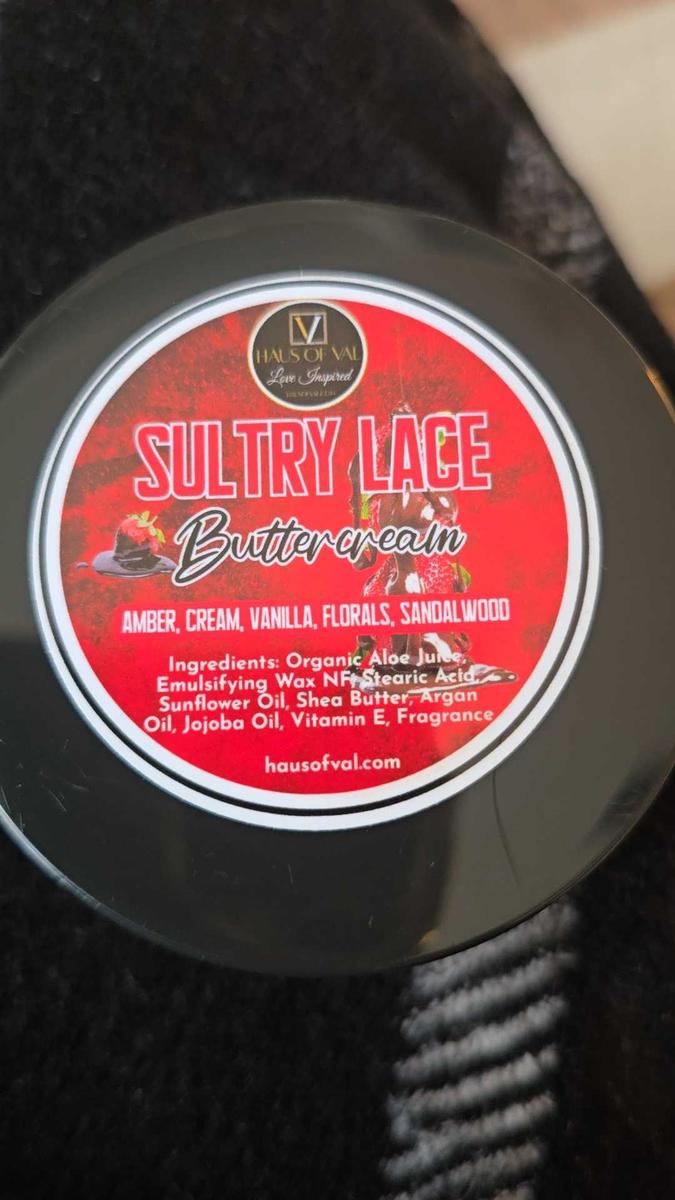 V
HAUS OF VAL
Love Inspired
SULTRY LACE
Buttercream
AMBER, CREAM, VANILLA, FLORALS, SANDALWOOD
Ingredients: Organic Aloe Juice,
Emulsifying Wax NF, Stearic Acid,
Sunflower Oil, Shea Butter, Argan
Oil, Jojoba Oil, Vitamin E, Fragrance
hausofval.com